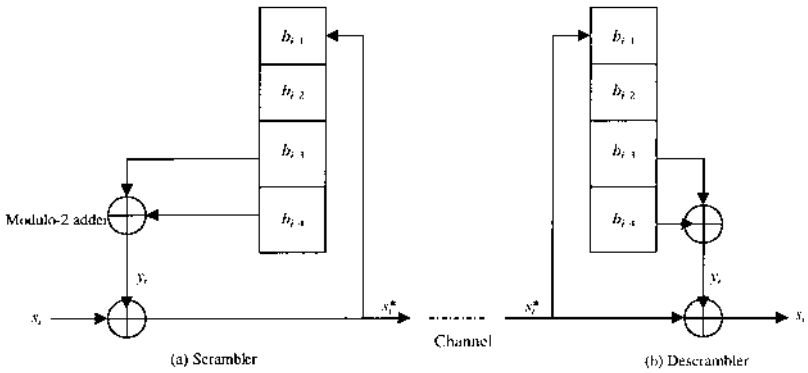 b_{i-1}
b_{i-2}
b_{i-3}
b_{i-4}
Modulo-2 adder
y_i
s_i
s_i^*
(a) Scrambler
Channel
b_{i-1}
b_{i-2}
b_{i-3}
b_{i-4}
y_i
s_i^*
s_i
(b) Descrambler